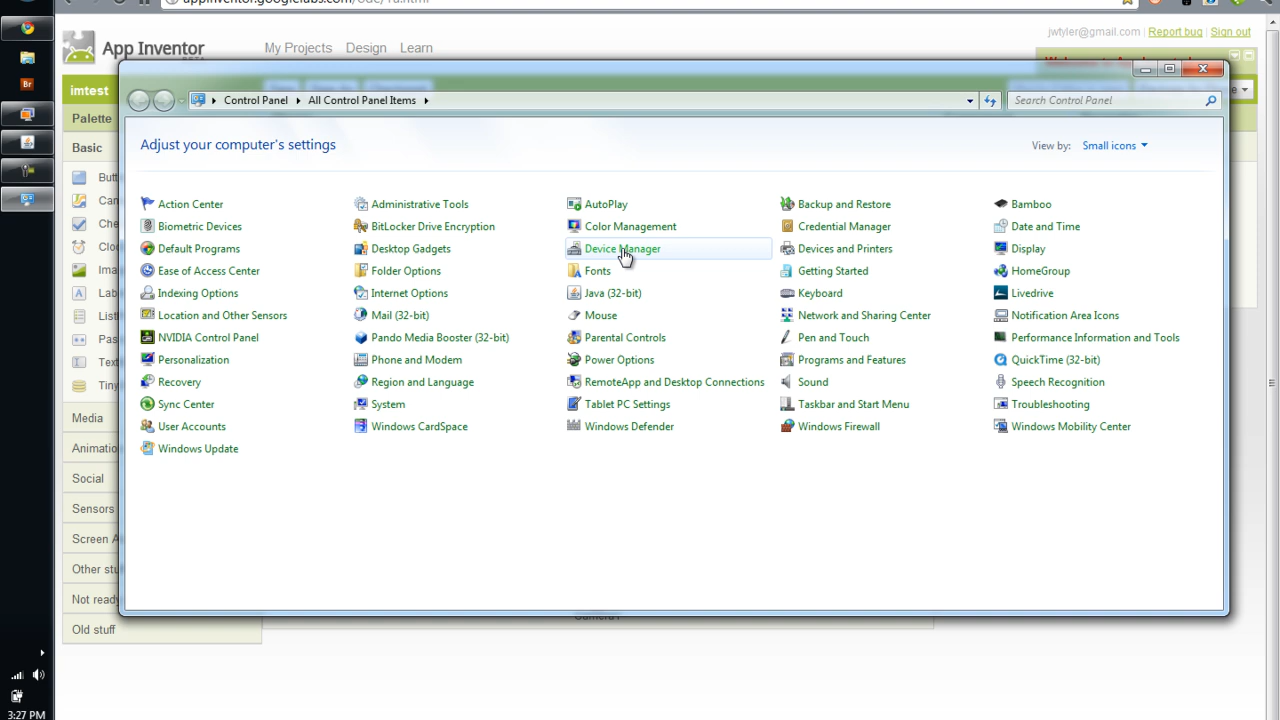 appinventor.googlelabs.com/ode/Ya.html
jwtyler@gmail.com | Report bug | Sign out
App Inventor
BETA
My Projects Design Learn
imtest
Palette
Basic
Media
Social
Sensors
Other stu
Not ready
Old stuff
3:27 PM
Br
Control Panel All Control Panel Items
Search Control Panel
Adjust your computer's settings
View by: Small icons
Action Center Administrative Tools AutoPlay Backup and Restore Bamboo
Biometric Devices BitLocker Drive Encryption Color Management Credential Manager Date and Time
Default Programs Desktop Gadgets Device Manager Devices and Printers Display
Ease of Access Center Folder Options Fonts Getting Started HomeGroup
Indexing Options Internet Options Java (32-bit) Keyboard Livedrive
Location and Other Sensors Mail (32-bit) Mouse Network and Sharing Center Notification Area Icons
NVIDIA Control Panel Pando Media Booster (32-bit) Parental Controls Pen and Touch Performance Information and Tools
Personalization Phone and Modem Power Options Programs and Features QuickTime (32-bit)
Recovery Region and Language RemoteApp and Desktop Connections Sound Speech Recognition
Sync Center System Tablet PC Settings Taskbar and Start Menu Troubleshooting
User Accounts Windows CardSpace Windows Defender Windows Firewall Windows Mobility Center
Windows Update